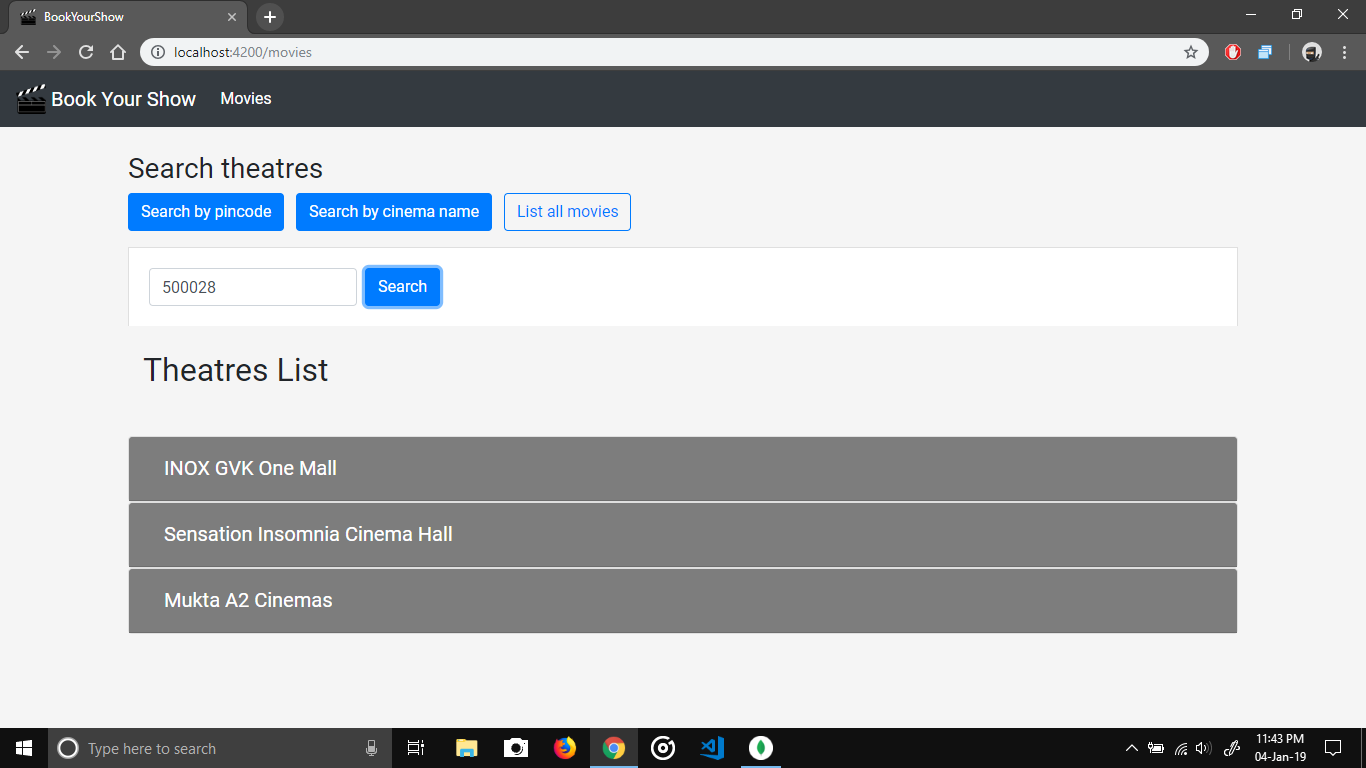 BookYourShow
localhost:4200/movies
Book Your Show Movies
Search theatres
Search by pincode Search by cinema name List all movies
500028 Search
Theatres List
INOX GVK One Mall
Sensation Insomnia Cinema Hall
Mukta A2 Cinemas
Type here to search
11:43 PM
04-Jan-19